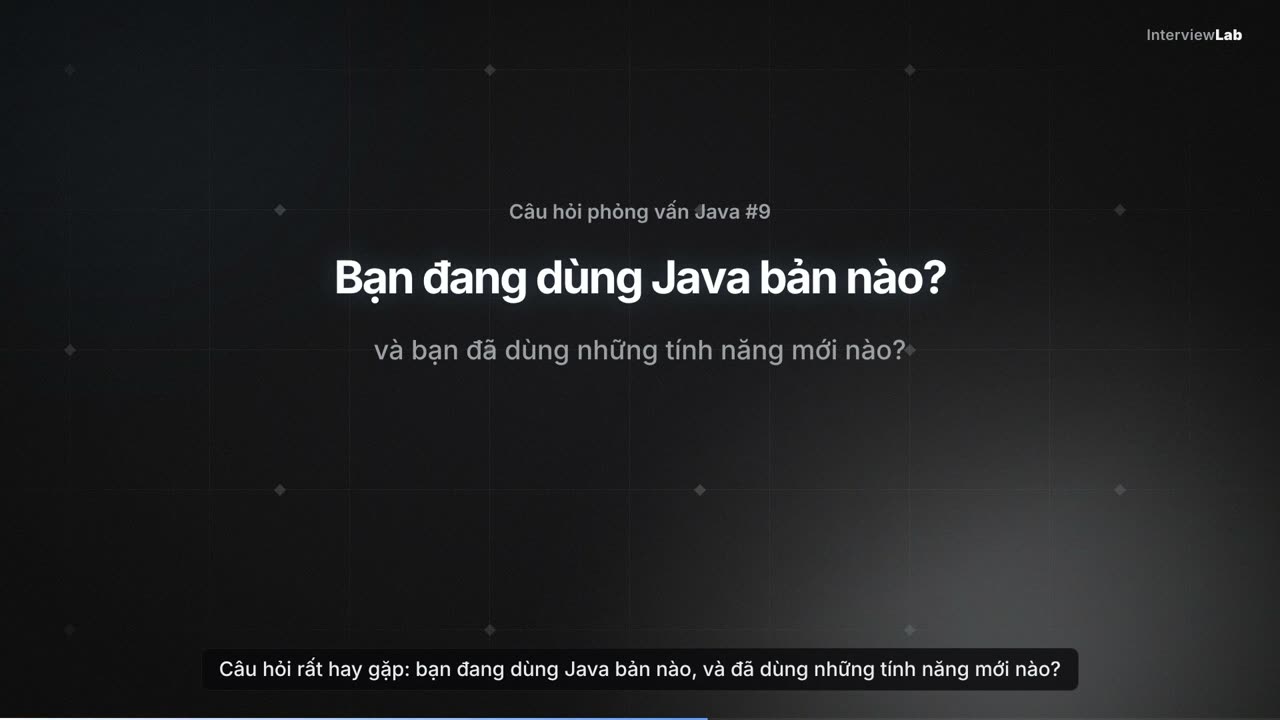 InterviewLab
Câu hỏi phỏng vấn Java #9
Bạn đang dùng Java bản nào?
và bạn đã dùng những tính năng mới nào?
Câu hỏi rất hay gặp: bạn đang dùng Java bản nào, và đã dùng những tính năng mới nào?